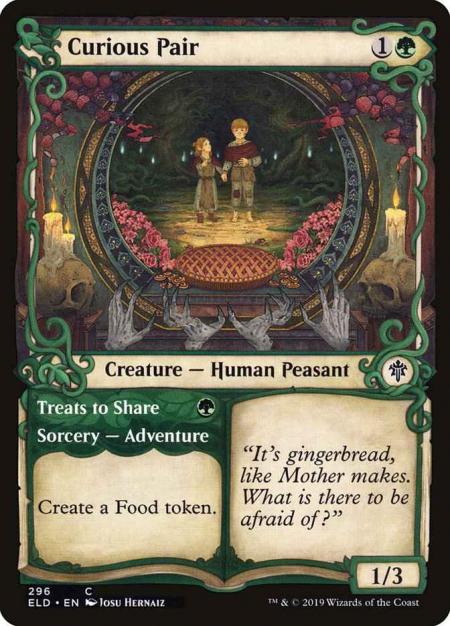 Curious Pair 1
Creature — Human Peasant
Treats to Share
Sorcery — Adventure
Create a Food token.
“It’s gingerbread,
like Mother makes.
What is there to be
afraid of?”
1/3
296 C
ELD • EN Josu Hernaiz
™ & © 2019 Wizards of the Coast